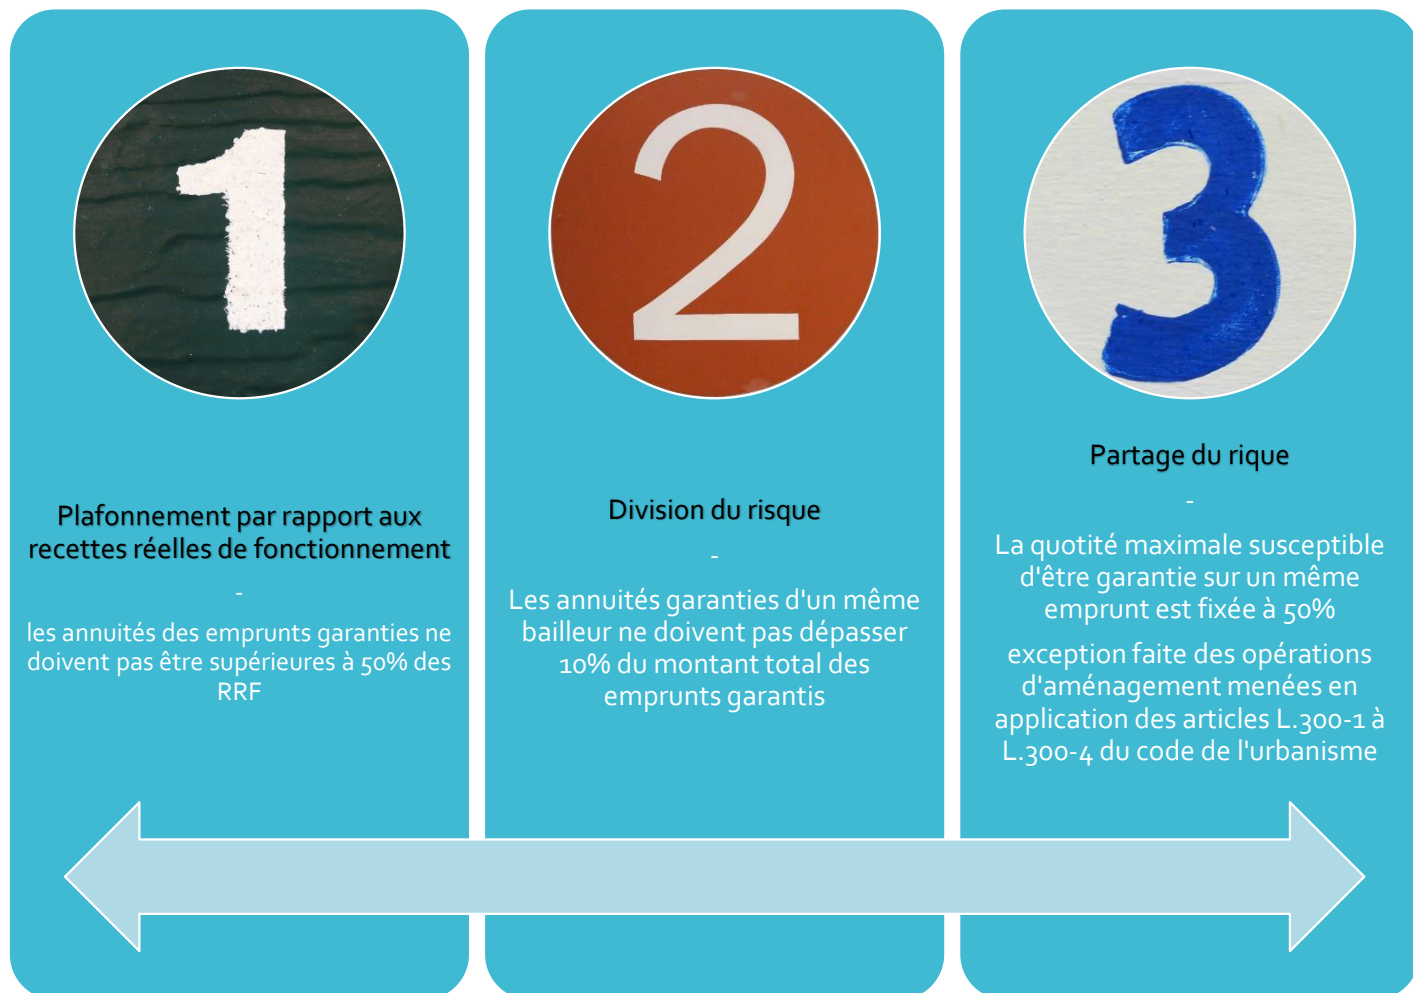 1
Plafonnement par rapport aux
recettes réelles de fonctionnement
-
les annuités des emprunts garanties ne
doivent pas être supérieures à 50% des
RRF
2
Division du risque
-
Les annuités garanties d'un même
bailleur ne doivent pas dépasser
10% du montant total des
emprunts garantis
3
Partage du rique
-
La quotité maximale susceptible
d'être garantie sur un même
emprunt est fixée à 50%
exception faite des opérations
d'aménagement menées en
application des articles L.300-1 à
L.300-4 du code de l'urbanisme